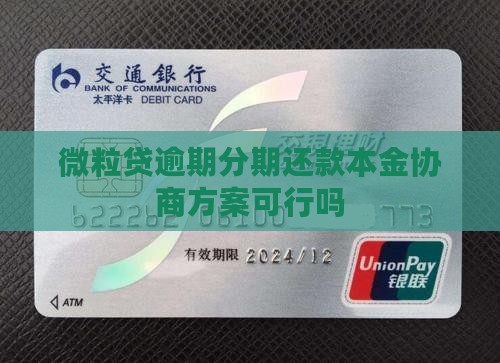 交通銀行
BANK OF COMMUNICATIONS
太平洋卡 DEBIT CARD
微粒贷逾期分期还款本金协
商方案可行吗
有效期限 2024/12
ATM
UnionPay
银联